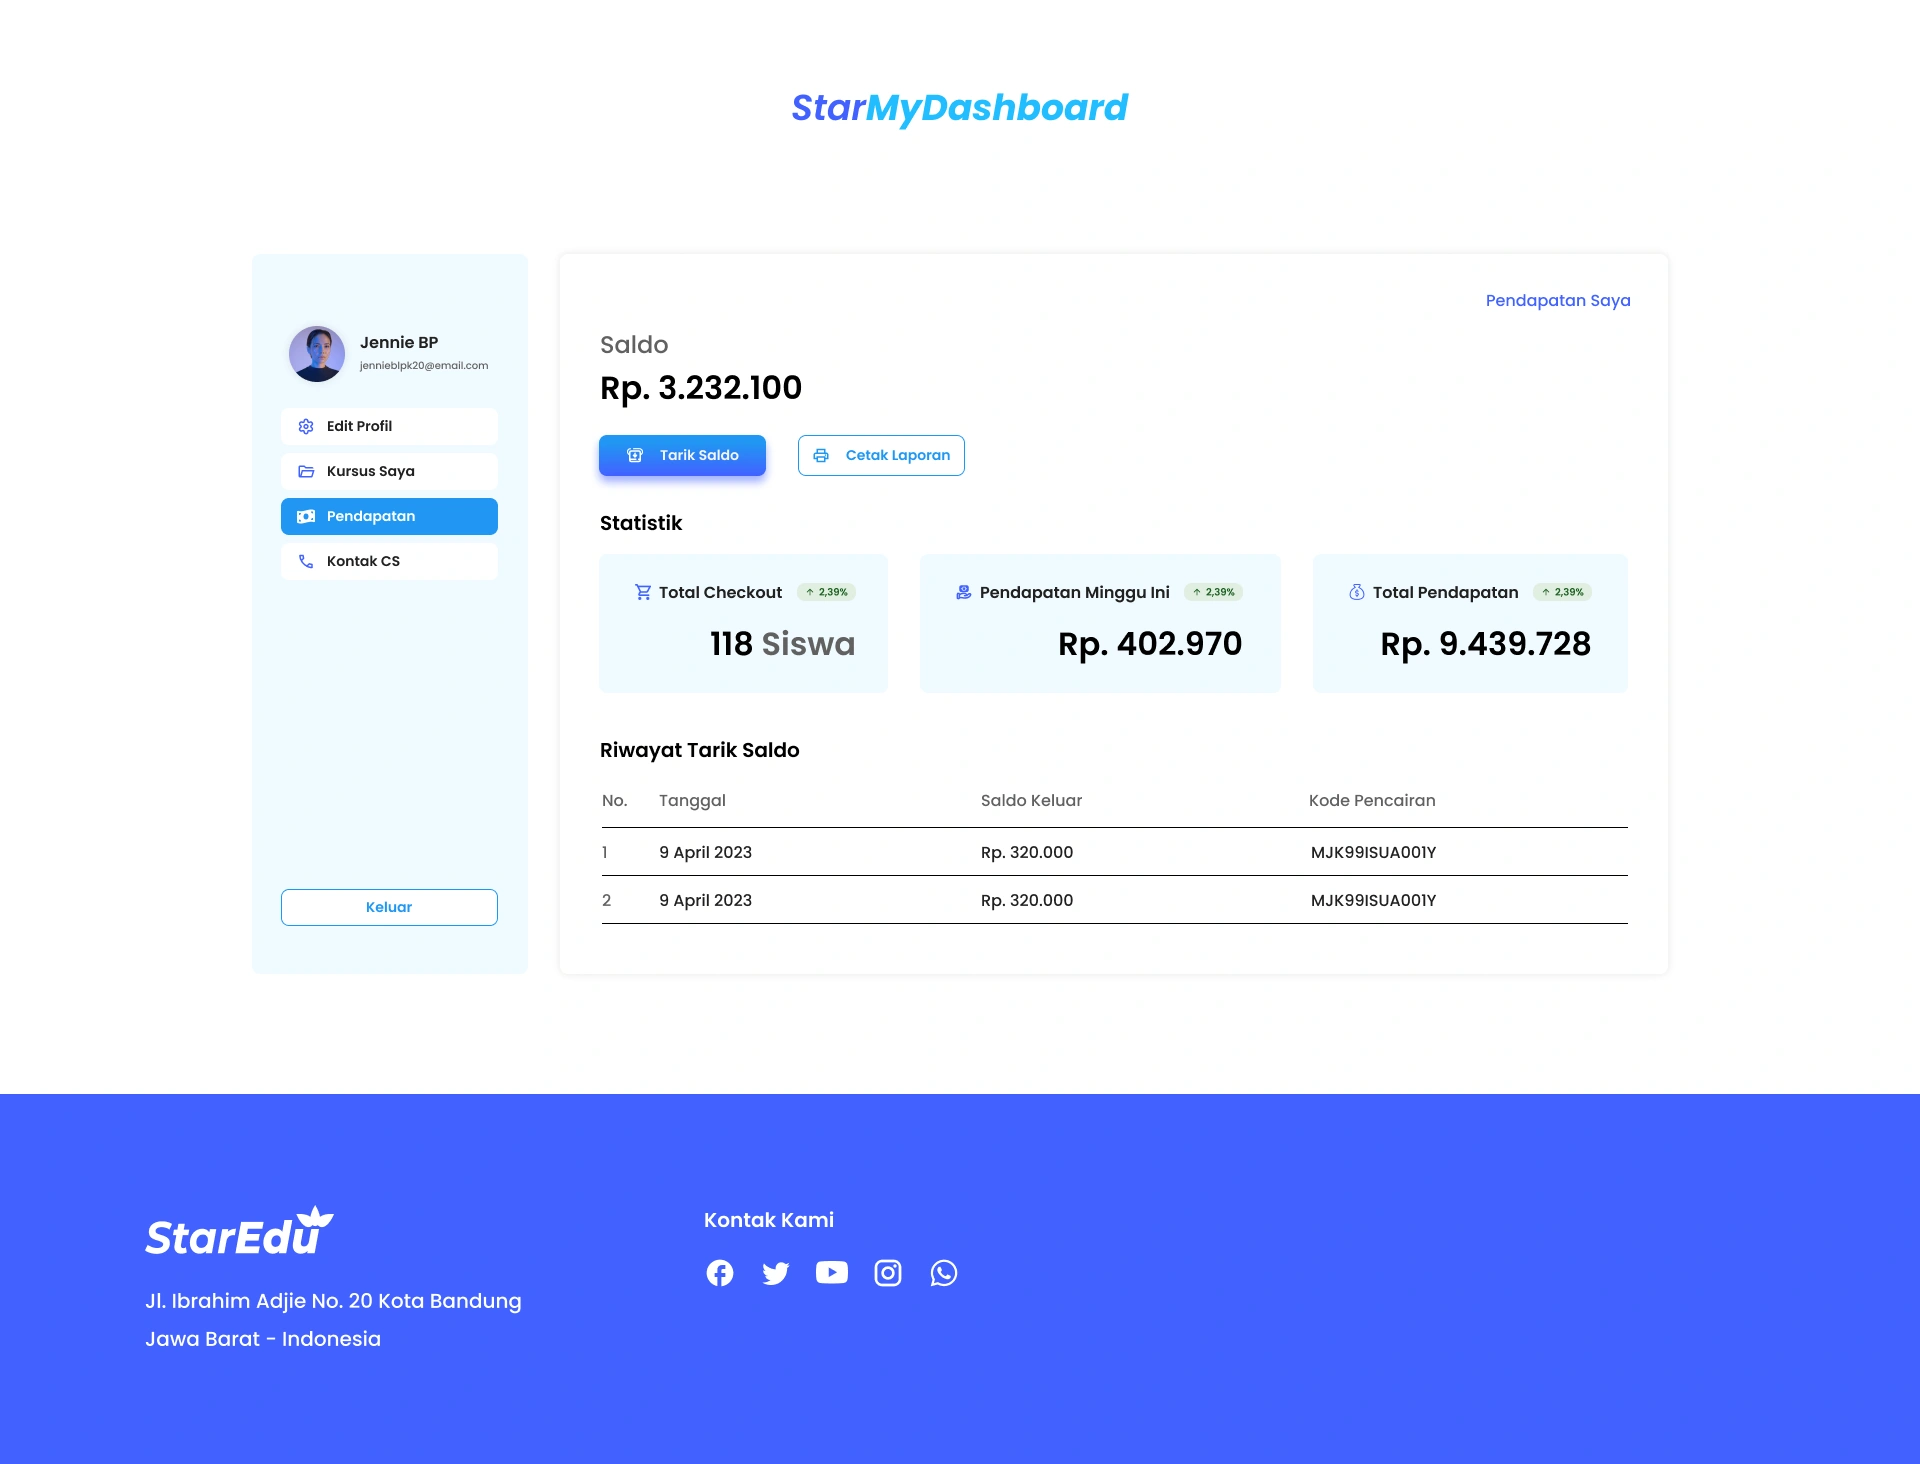 StarMyDashboard
Jennie BP
jennieblpk20@email.com
Edit Profil
Kursus Saya
Pendapatan
Kontak CS
Keluar
Pendapatan Saya
Saldo
Rp. 3.232.100
Tarik Saldo
Cetak Laporan
Statistik
Total Checkout 2,39%
118 Siswa
Pendapatan Minggu Ini 2,39%
Rp. 402.970
Total Pendapatan 2,39%
Rp. 9.439.728
Riwayat Tarik Saldo
No. Tanggal Saldo Keluar Kode Pencairan
1 9 April 2023 Rp. 320.000 MJK99ISUA001Y
2 9 April 2023 Rp. 320.000 MJK99ISUA001Y
StarEdu
Jl. Ibrahim Adjie No. 20 Kota Bandung
Jawa Barat - Indonesia
Kontak Kami